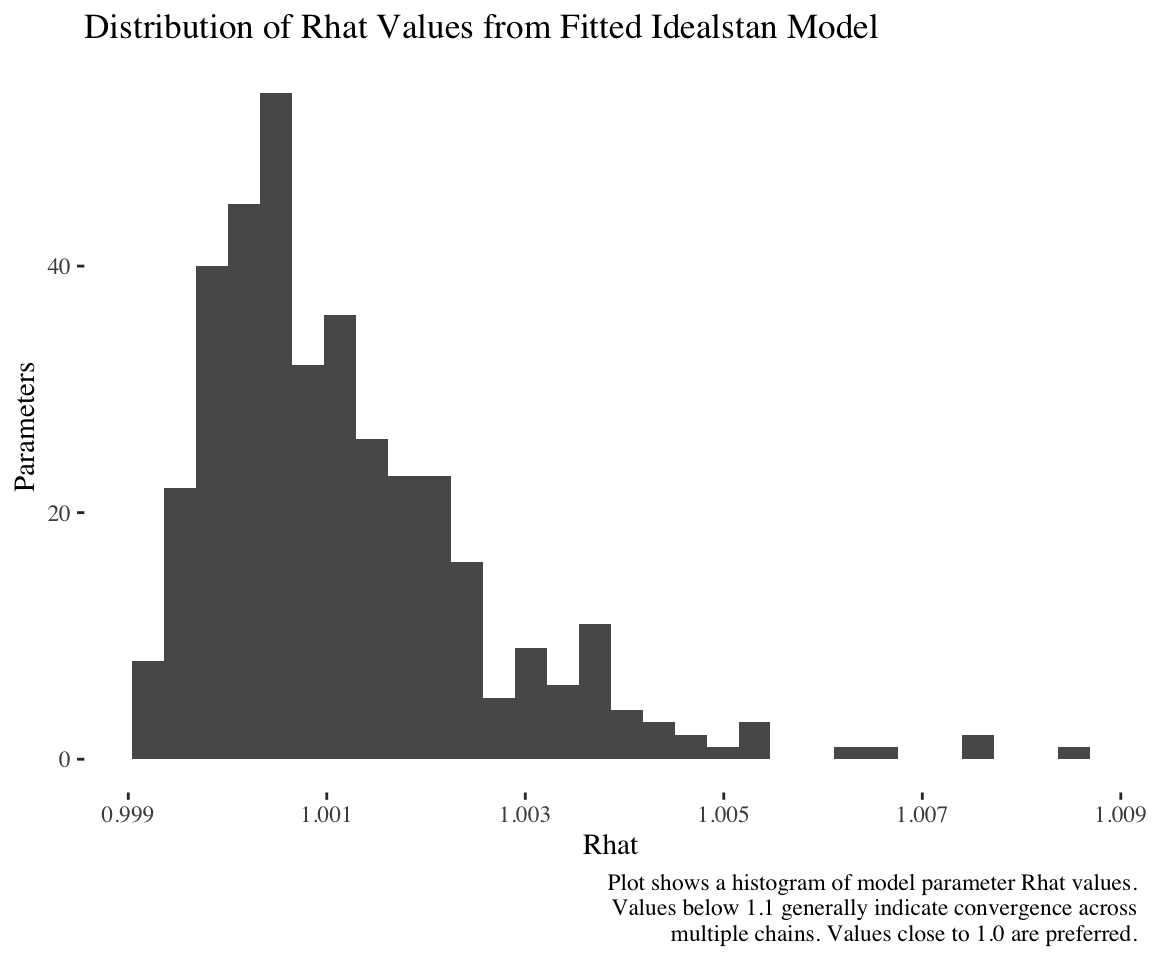 Distribution of Rhat Values from Fitted Idealstan Model
Parameters
40
20
0
0.999
1.001
1.003
1.005
1.007
1.009
Rhat
Plot shows a histogram of model parameter Rhat values.
Values below 1.1 generally indicate convergence across
multiple chains. Values close to 1.0 are preferred.